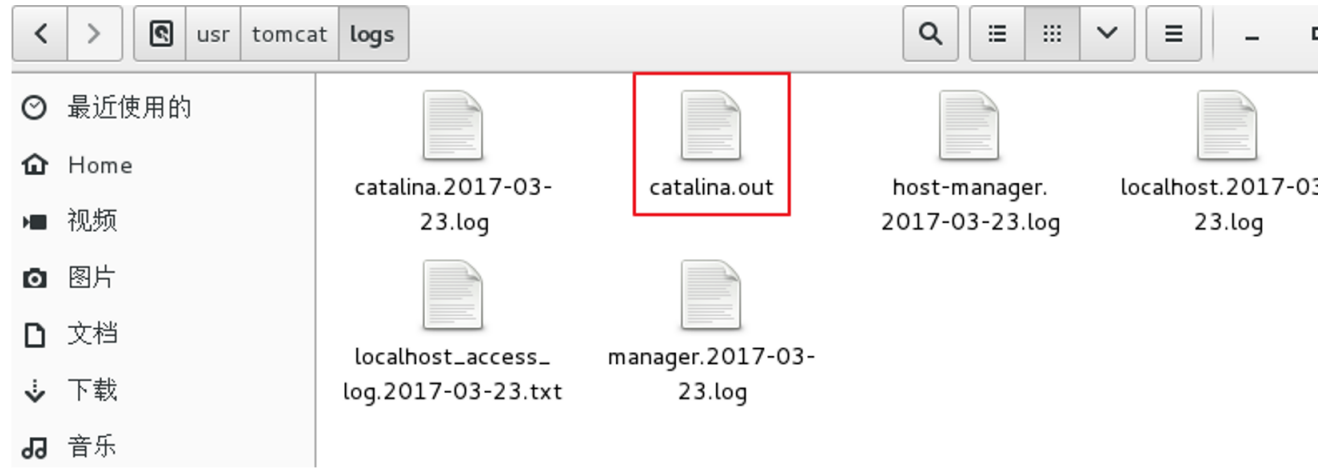 usr tomcat logs
最近使用的
Home
视频
图片
文档
下载
音乐
catalina.2017-03-
23.log
catalina.out
host-manager.
2017-03-23.log
localhost.2017-03
23.log
localhost_access_
log.2017-03-23.txt
manager.2017-03-
23.log